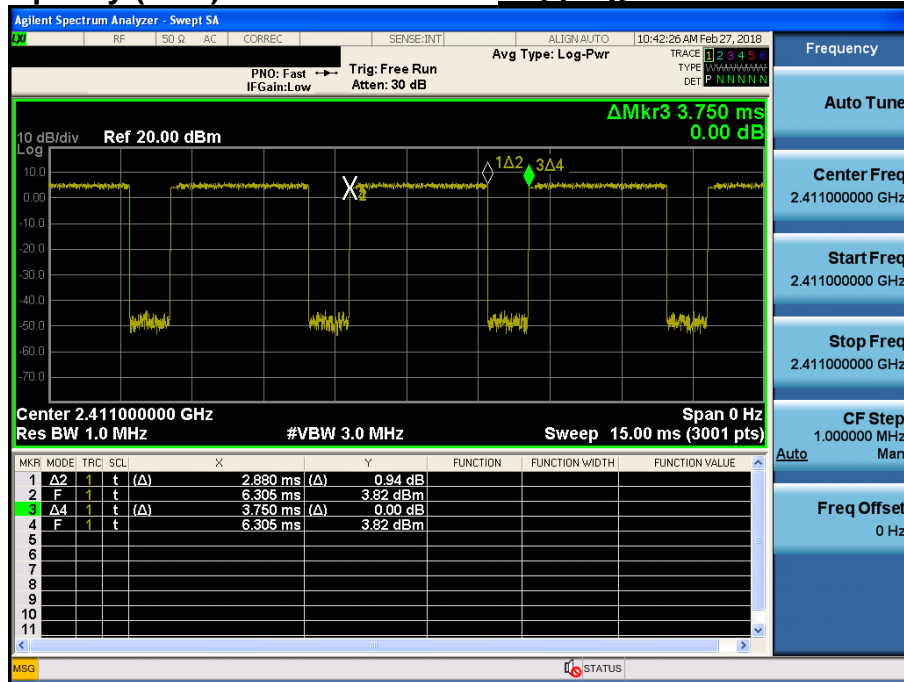 Agilent Spectrum Analyzer - Swept SA
LXI RF 50 Ω AC CORREC SENSE:INT ALIGN AUTO 10:42:26 AM Feb 27, 2018
Frequency
Avg Type: Log-Pwr TRACE 1 2 3 4 5 6
PNO: Fast Trig: Free Run TYPE WWWWWW
IFGain:Low Atten: 30 dB DET P N N N N N
Auto Tune
ΔMkr3 3.750 ms
0.00 dB
10 dB/div Ref 20.00 dBm
Log
1Δ2 3Δ4
10.0
X
0.00
-10.0
-20.0
-30.0
-40.0
-50.0
-60.0
-70.0
Center Freq
2.411000000 GHz
Start Freq
2.411000000 GHz
Stop Freq
2.411000000 GHz
Center 2.411000000 GHz Span 0 Hz
Res BW 1.0 MHz #VBW 3.0 MHz Sweep 15.00 ms (3001 pts)
CF Step
1.000000 MHz
Auto Man
Freq Offset
0 Hz
MKR MODE TRC SCL X Y FUNCTION FUNCTION WIDTH FUNCTION VALUE
1 Δ2 1 t (Δ) 2.880 ms (Δ) 0.94 dB
2 F 1 t 6.305 ms 3.82 dBm
3 Δ4 1 t (Δ) 3.750 ms (Δ) 0.00 dB
4 F 1 t 6.305 ms 3.82 dBm
5
6
7
8
9
10
11
MSG STATUS